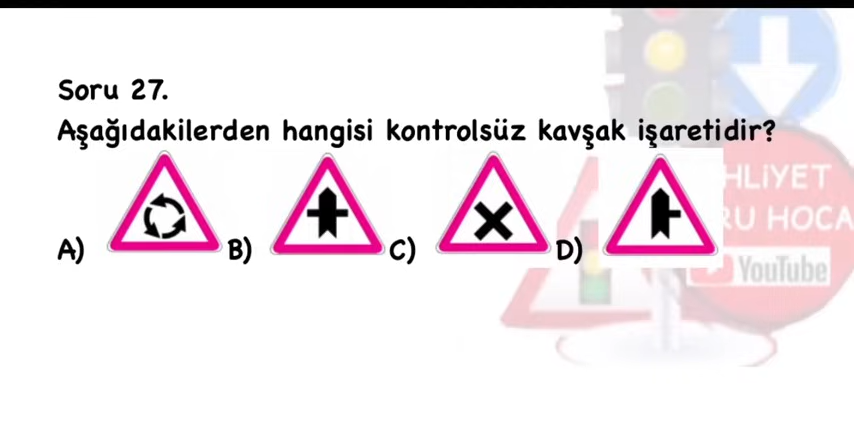 Soru 27.
Aşağıdakilerden hangisi kontrolsüz kavşak işaretidir?
A) B) C) D)
HLİYET
RU HOCA
YouTube